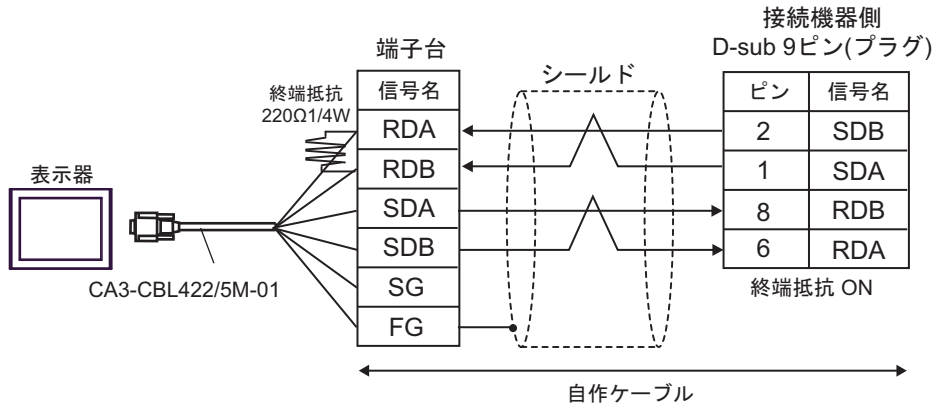 接続機器側
D-sub 9ピン(プラグ)
端子台
シールド
終端抵抗
220Ω1/4W
信号名
ピン 信号名
RDA 2 SDB
RDB 1 SDA
SDA 8 RDB
SDB 6 RDA
SG
FG
終端抵抗 ON
表示器
CA3-CBL422/5M-01
自作ケーブル